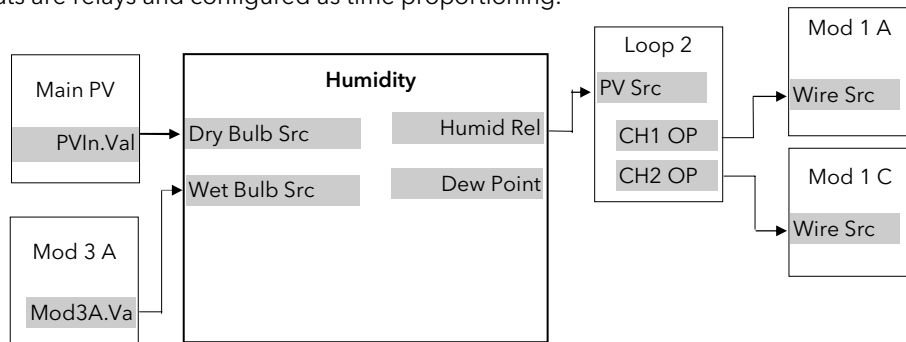 are relays and configured as time proportioning.
Main PV
PVIn.Val
Mod 3 A
Mod3A.Va
Humidity
Dry Bulb Src
Wet Bulb Src
Humid Rel
Dew Point
Loop 2
PV Src
CH1 OP
CH2 OP
Mod 1 A
Wire Src
Mod 1 C
Wire Src